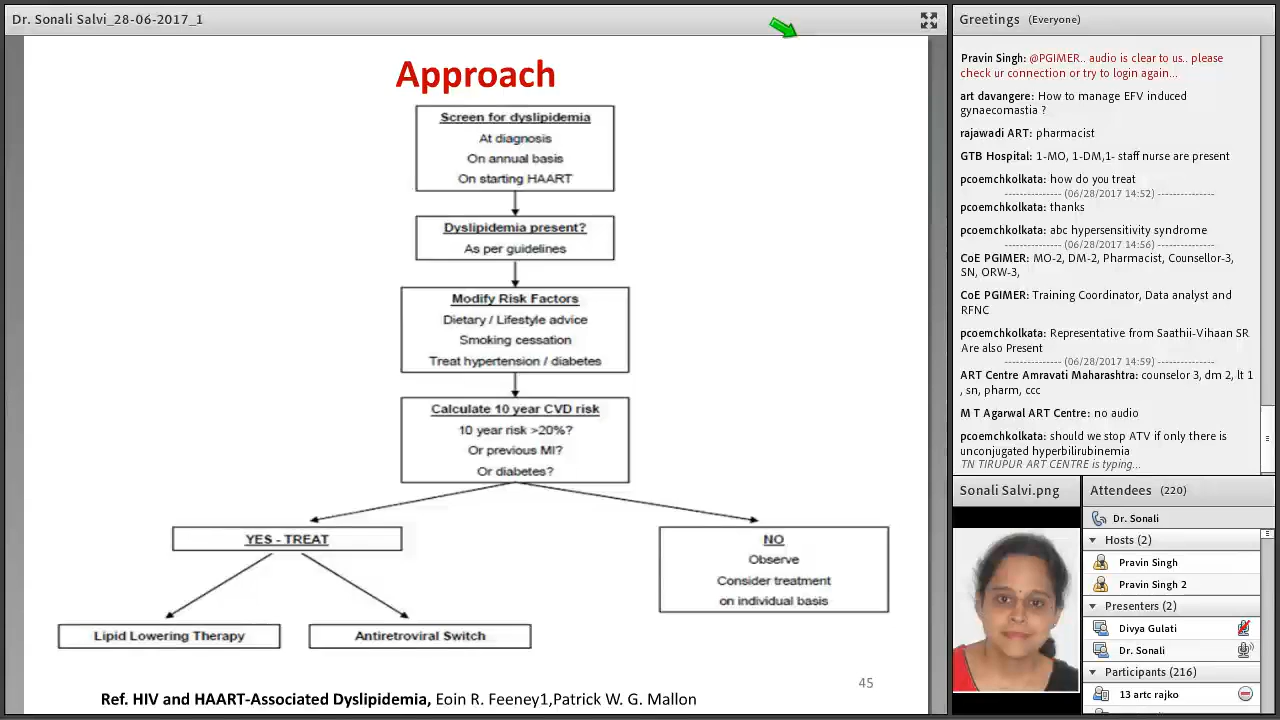 Dr. Sonali Salvi_28-06-2017_1
Approach
Screen for dyslipidemia
At diagnosis
On annual basis
On starting HAART
Dyslipidemia present?
As per guidelines
Modify Risk Factors
Dietary / Lifestyle advice
Smoking cessation
Treat hypertension / diabetes
Calculate 10 year CVD risk
10 year risk >20%?
Or previous MI?
Or diabetes?
YES - TREAT
NO
Observe
Consider treatment
on individual basis
Lipid Lowering Therapy
Antiretroviral Switch
45
Ref. HIV and HAART-Associated Dyslipidemia, Eoin R. Feeney1,Patrick W. G. Mallon
Greetings (Everyone)
Pravin Singh: @PGIMER.. audio is clear to us.. please
check ur connection or try to login again...
art davangere: How to manage EFV induced
gynaecomastia ?
rajawadi ART: pharmacist
GTB Hospital: 1-MO, 1-DM,1- staff nurse are present
pcoemchkolkata: how do you treat
---------------- (06/28/2017 14:52) ----------------
pcoemchkolkata: thanks
pcoemchkolkata: abc hypersensitivity syndrome
---------------- (06/28/2017 14:56) ----------------
CoE PGIMER: MO-2, DM-2, Pharmacist, Counsellor-3,
SN, ORW-3,
CoE PGIMER: Training Coordinator, Data analyst and
RFNC
pcoemchkolkata: Representative from Saathii-Vihaan SR
Are also Present
---------------- (06/28/2017 14:59) ----------------
ART Centre Amravati Maharashtra: counselor 3, dm 2, lt 1
, sn, pharm, ccc
M T Agarwal ART Centre: no audio
pcoemchkolkata: should we stop ATV if only there is
unconjugated hyperbilirubinemia
TN TIRUPUR ART CENTRE is typing...
Sonali Salvi.png
Attendees (220)
Dr. Sonali
Hosts (2)
Pravin Singh
Pravin Singh 2
Presenters (2)
Divya Gulati
Dr. Sonali
Participants (216)
13 artc rajko